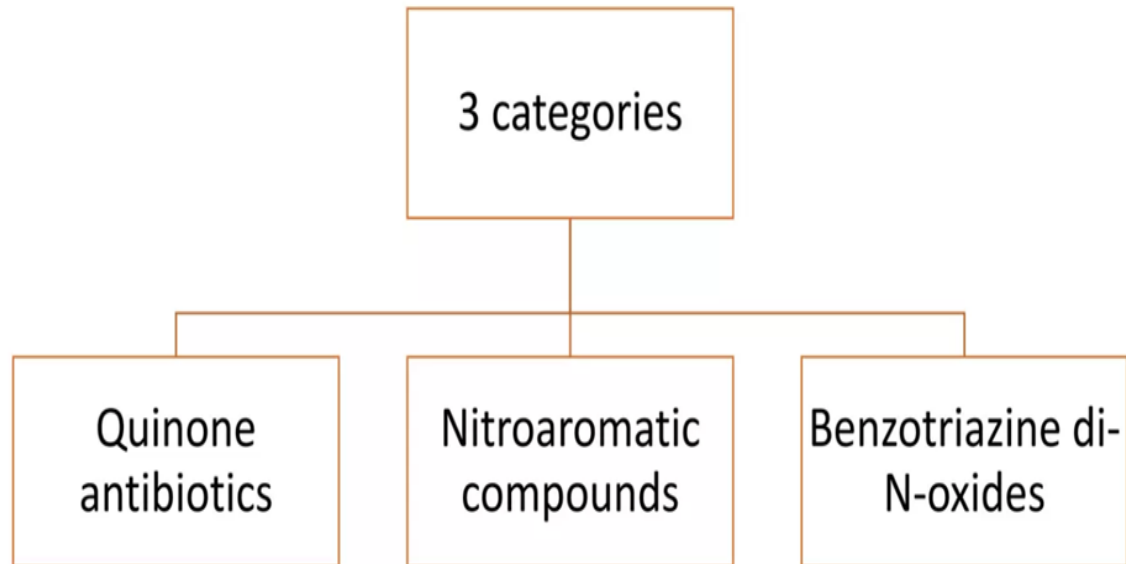 3 categories
Quinone
antibiotics
Nitroaromatic
compounds
Benzotriazine di-
N-oxides